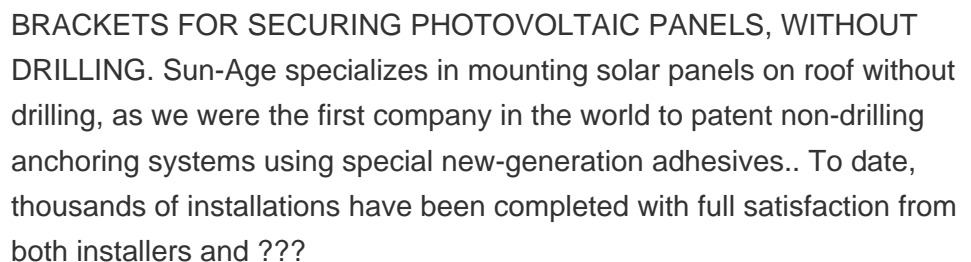 BRACKETS FOR SECURING PHOTOVOLTAIC PANELS, WITHOUT
DRILLING. Sun-Age specializes in mounting solar panels on roof without
drilling, as we were the first company in the world to patent non-drilling
anchoring systems using special new-generation adhesives.. To date,
thousands of installations have been completed with full satisfaction from
both installers and ???